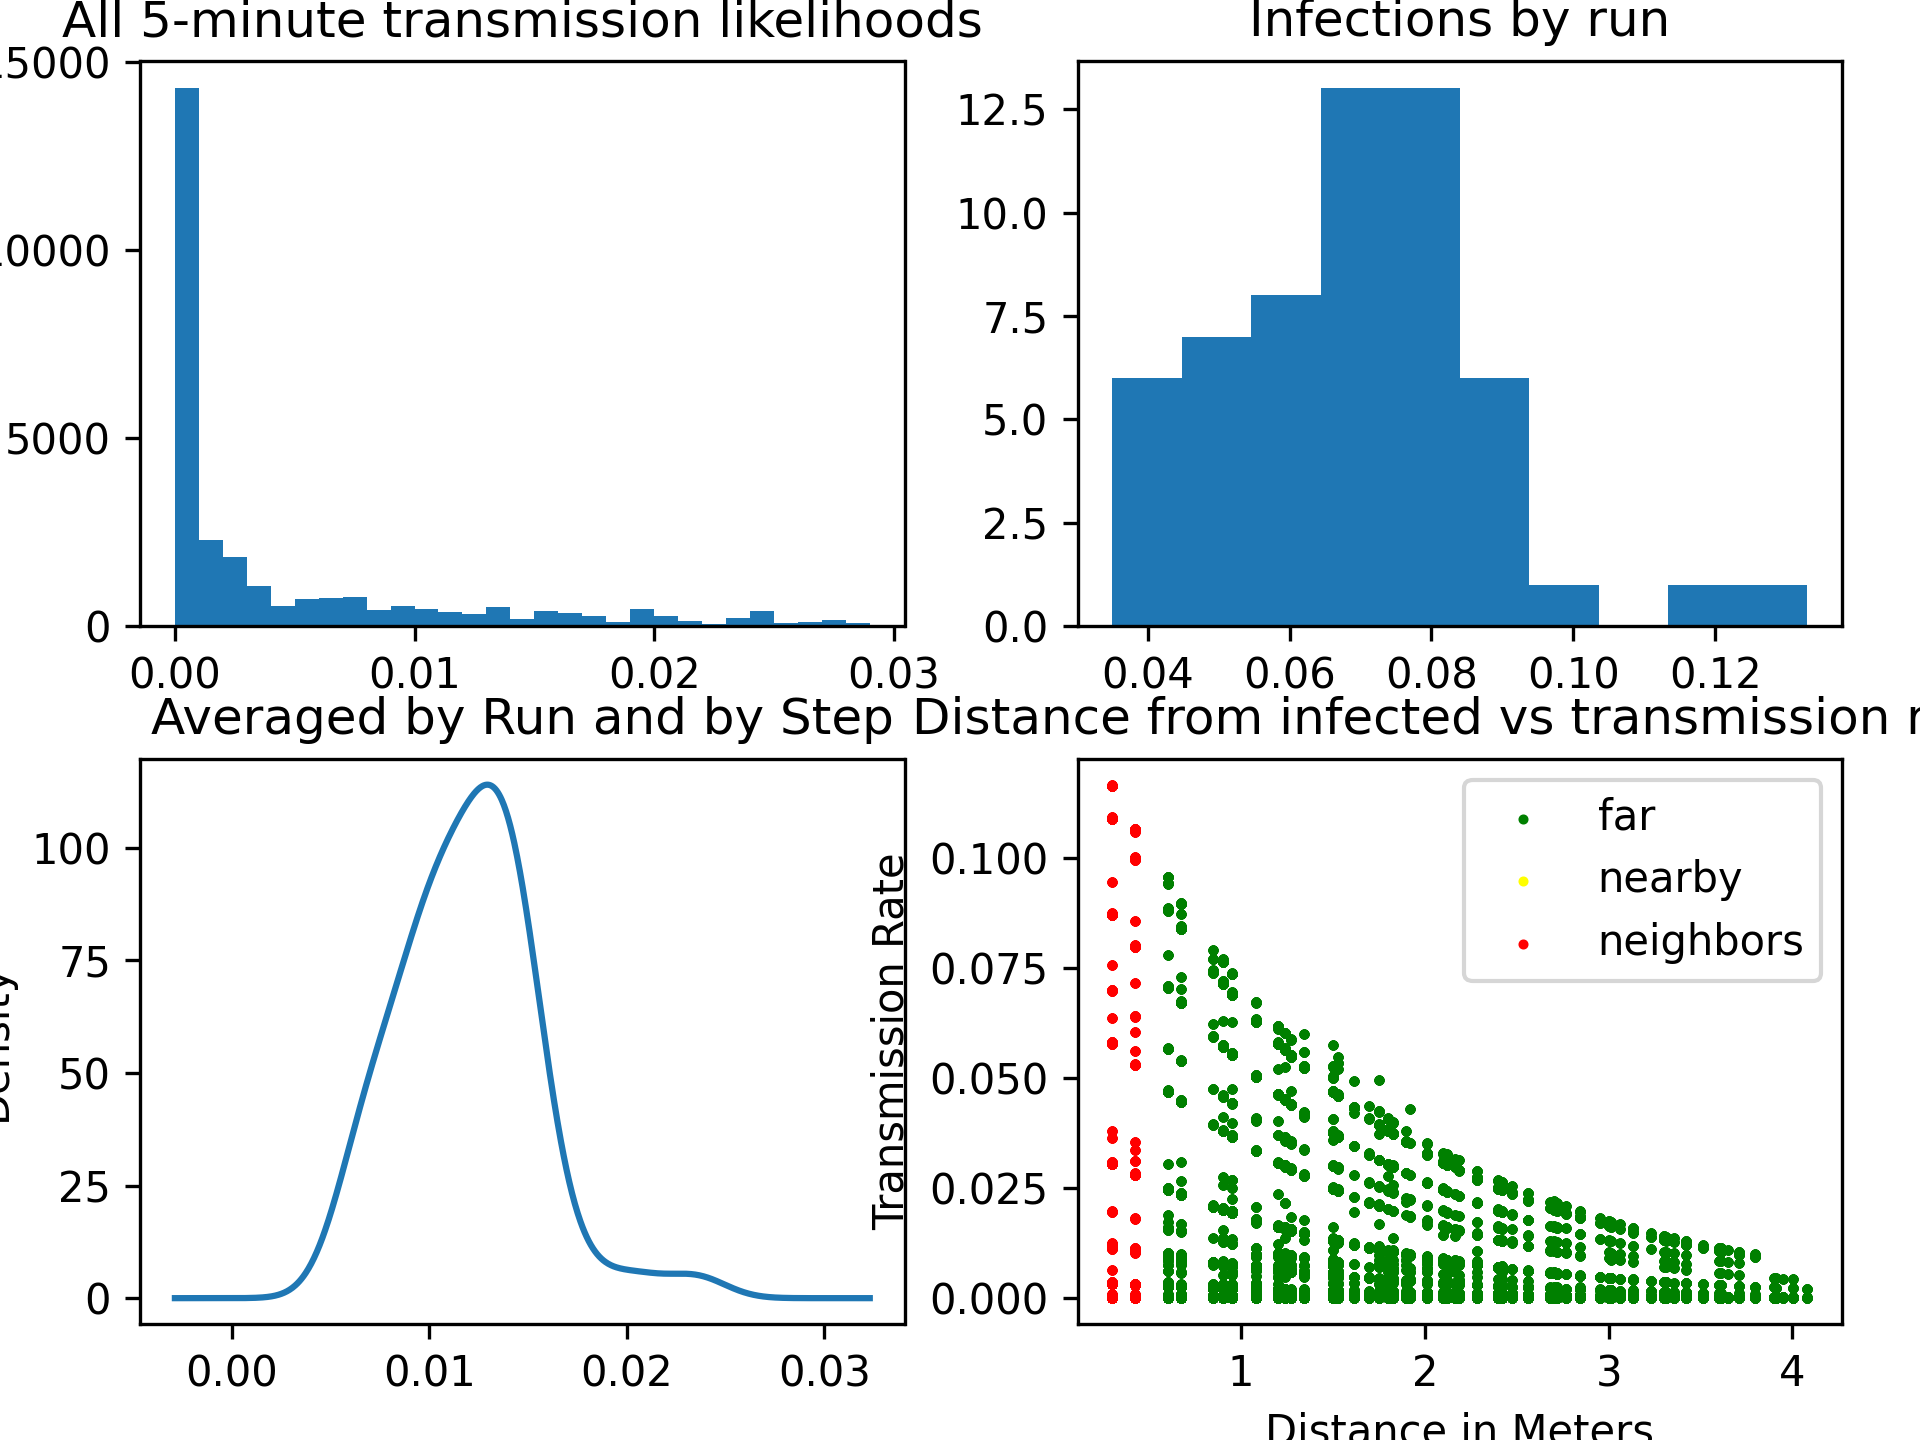 All 5-minute transmission likelihoods
15000
10000
5000
0
0.00 0.01 0.02 0.03
Infections by run
12.5
10.0
7.5
5.0
2.5
0.0
0.04 0.06 0.08 0.10 0.12
Averaged by Run and by Step
Density
100
75
50
25
0
0.00 0.01 0.02 0.03
Distance from infected vs transmission r
Transmission Rate
0.100
0.075
0.050
0.025
0.000
far
nearby
neighbors
1 2 3 4
Distance in Meters